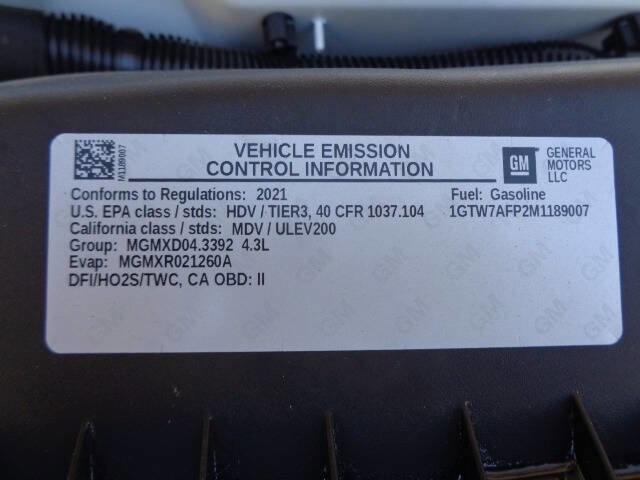 M1189007
VEHICLE EMISSION
CONTROL INFORMATION
GM
GENERAL
MOTORS
LLC
Conforms to Regulations: 2021
Fuel: Gasoline
U.S. EPA class / stds: HDV / TIER3, 40 CFR 1037.104
1GTW7AFP2M1189007
California class / stds: MDV / ULEV200
Group: MGMXD04.3392 4.3L
Evap: MGMXR021260A
DFI/HO2S/TWC, CA OBD: II